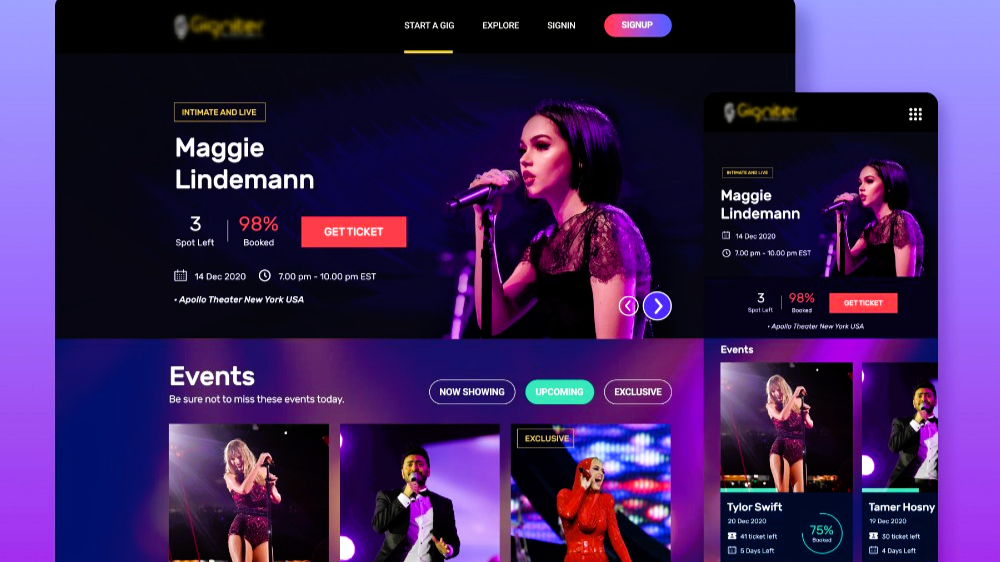 Gigniter
START A GIG
EXPLORE
SIGNIN
SIGNUP
INTIMATE AND LIVE
Maggie
Lindemann
3
Spot Left
98%
Booked
GET TICKET
14 Dec 2020
7.00 pm - 10.00 pm EST
• Apollo Theater New York USA
Events
Be sure not to miss these events today.
NOW SHOWING
UPCOMING
EXCLUSIVE
EXCLUSIVE
Gigniter
INTIMATE AND LIVE
Maggie
Lindemann
14 Dec 2020
7.00 pm - 10.00 pm EST
3
Spot Left
98%
Booked
GET TICKET
• Apollo Theater New York USA
Events
Tylor Swift
20 Dec 2020
41 ticket left
5 Days Left
75%
Booked
Tamer Hosny
19 Dec 2020
30 ticket left
4 Days Left